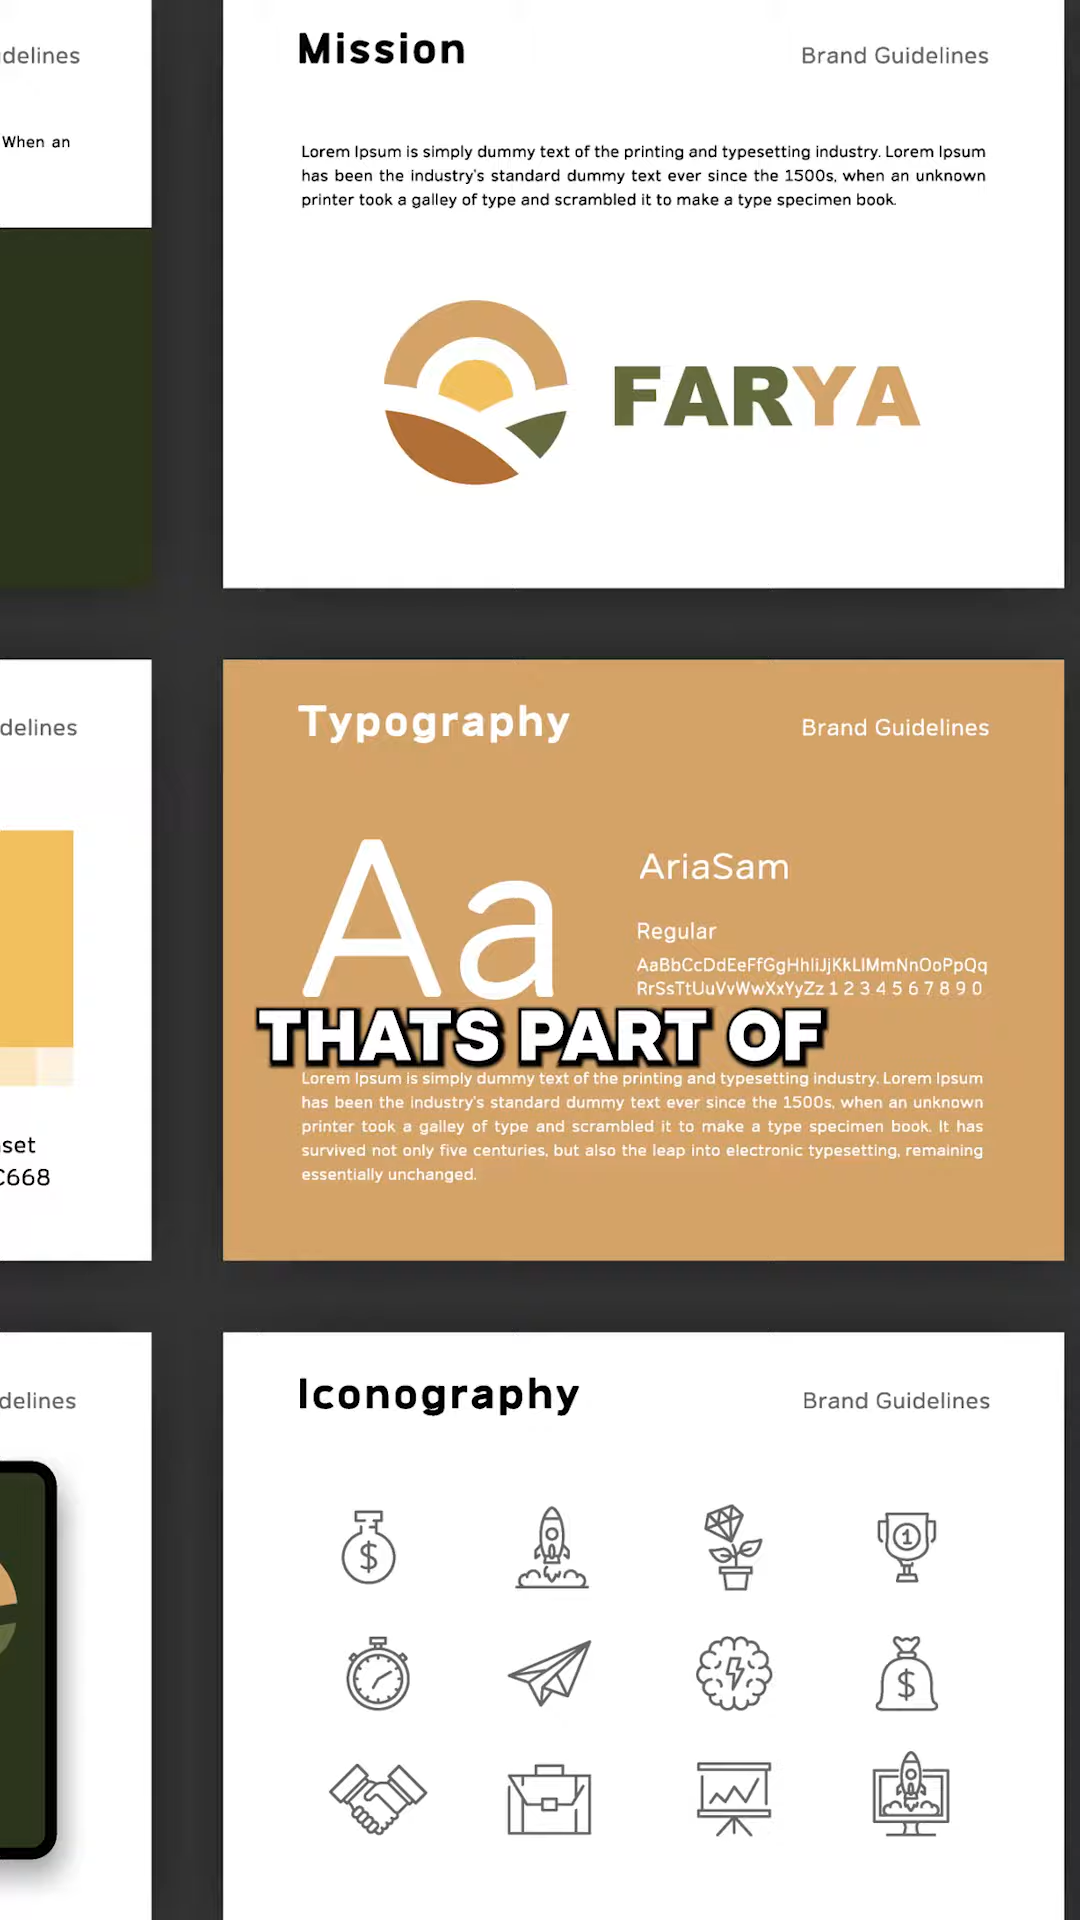 delines
When an
Mission
Brand Guidelines
Lorem Ipsum is simply dummy text of the printing and typesetting industry. Lorem Ipsum
has been the industry's standard dummy text ever since the 1500s, when an unknown
printer took a galley of type and scrambled it to make a type specimen book.
FARYA
delines
set
C668
Typography
Brand Guidelines
Aa
AriaSam
Regular
AaBbCcDdEeFfGgHhIiJjKkLlMmNnOoPpQq
RrSsTtUuVvWwXxYyZz 1 2 3 4 5 6 7 8 9 0
THATS PART OF
Lorem Ipsum is simply dummy text of the printing and typesetting industry. Lorem Ipsum
has been the industry's standard dummy text ever since the 1500s, when an unknown
printer took a galley of type and scrambled it to make a type specimen book. It has
survived not only five centuries, but also the leap into electronic typesetting, remaining
essentially unchanged.
delines
Iconography
Brand Guidelines
$
1
$